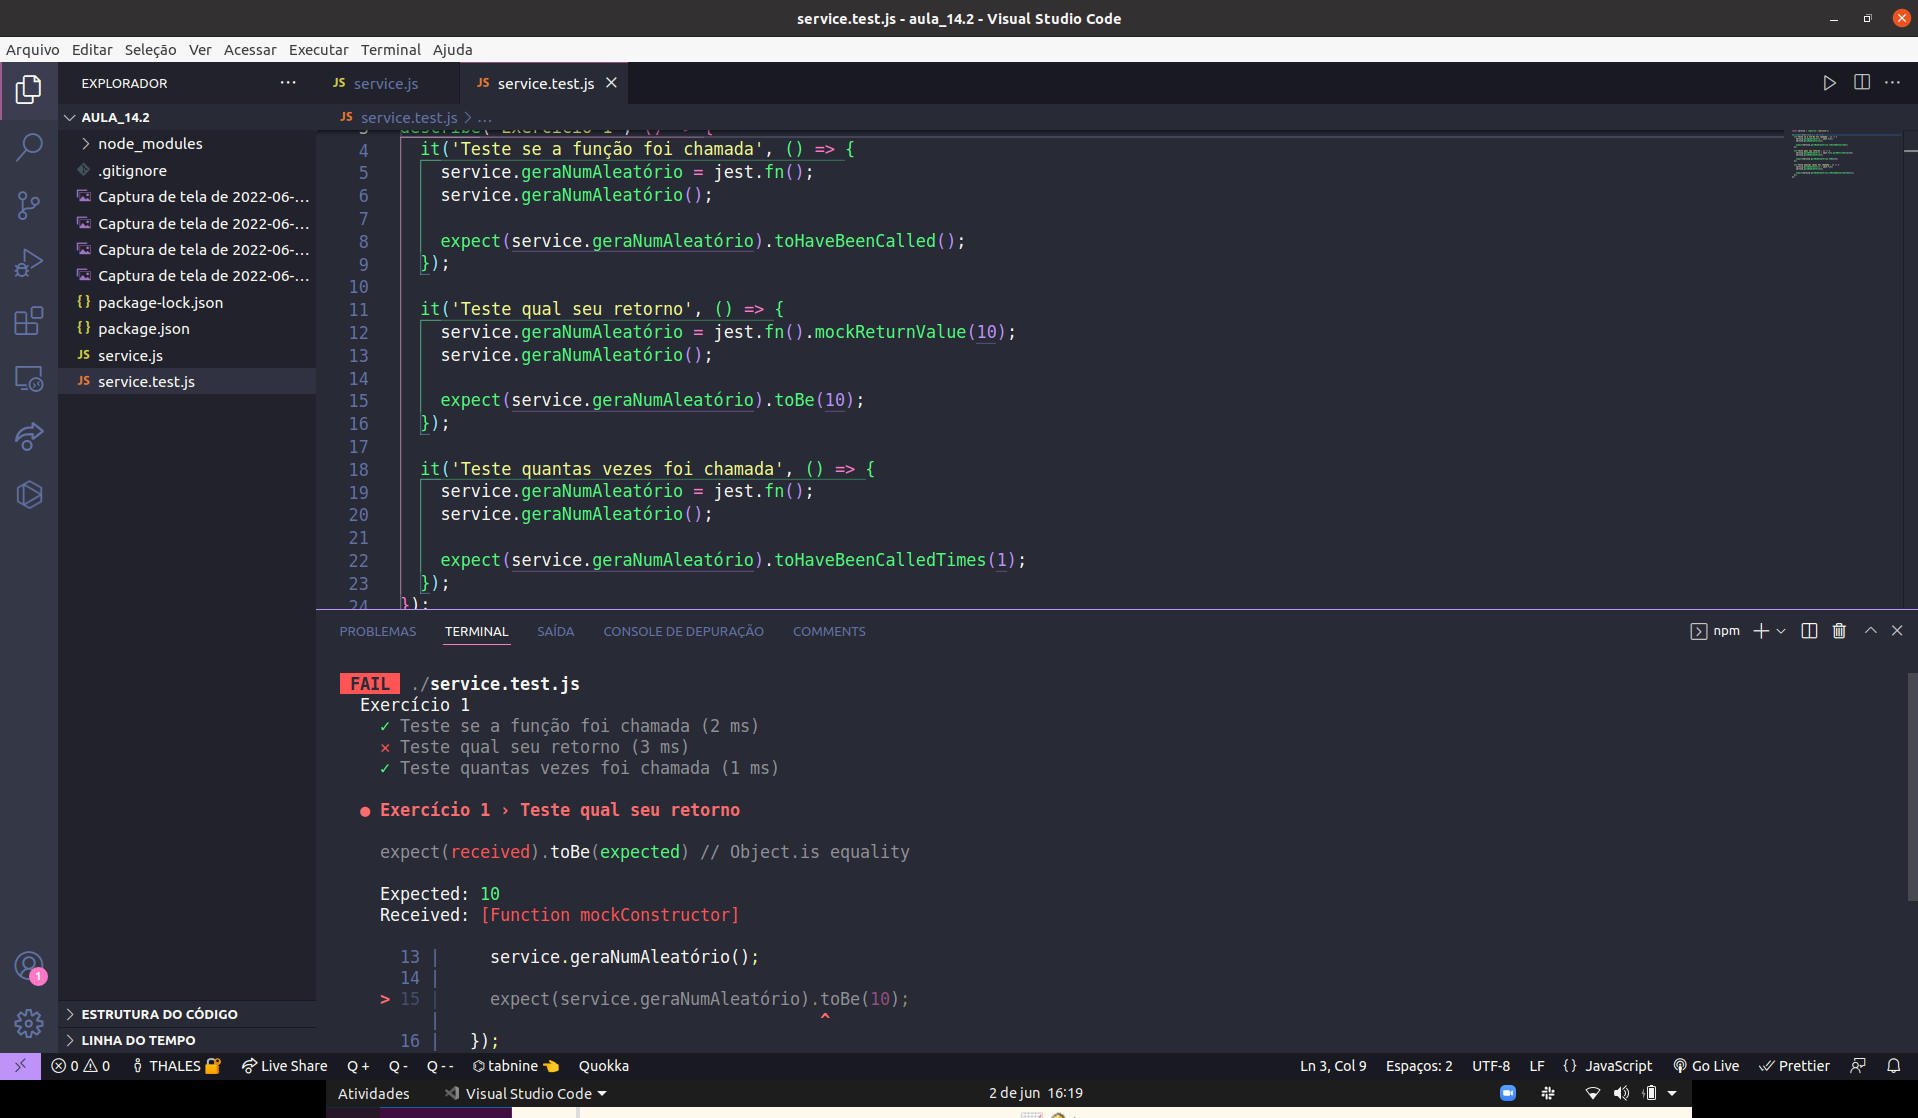 service.test.js - aula_14.2 - Visual Studio Code
Arquivo Editar Seleção Ver Acessar Executar Terminal Ajuda
EXPLORADOR
AULA_14.2
node_modules
.gitignore
Captura de tela de 2022-06-...
Captura de tela de 2022-06-...
Captura de tela de 2022-06-...
Captura de tela de 2022-06-...
{} package-lock.json
{} package.json
JS service.js
JS service.test.js
ESTRUTURA DO CÓDIGO
LINHA DO TEMPO
1
JS service.js
JS service.test.js
JS service.test.js > ...
3 describe('Exercício 1', () => {
4 it('Teste se a função foi chamada', () => {
5 service.geraNumAleatório = jest.fn();
6 service.geraNumAleatório();
7
8 expect(service.geraNumAleatório).toHaveBeenCalled();
9 });
10
11 it('Teste qual seu retorno', () => {
12 service.geraNumAleatório = jest.fn().mockReturnValue(10);
13 service.geraNumAleatório();
14
15 expect(service.geraNumAleatório).toBe(10);
16 });
17
18 it('Teste quantas vezes foi chamada', () => {
19 service.geraNumAleatório = jest.fn();
20 service.geraNumAleatório();
21
22 expect(service.geraNumAleatório).toHaveBeenCalledTimes(1);
23 });
24 });
PROBLEMAS TERMINAL SAÍDA CONSOLE DE DEPURAÇÃO COMMENTS
npm
FAIL ./service.test.js
Exercício 1
✓ Teste se a função foi chamada (2 ms)
✕ Teste qual seu retorno (3 ms)
✓ Teste quantas vezes foi chamada (1 ms)
● Exercício 1 › Teste qual seu retorno
expect(received).toBe(expected) // Object.is equality
Expected: 10
Received: [Function mockConstructor]
13 | service.geraNumAleatório();
14 |
> 15 | expect(service.geraNumAleatório).toBe(10);
| ^
16 | });
0 0 THALES Live Share Q + Q - Q - - tabnine Quokka
Ln 3, Col 9 Espaços: 2 UTF-8 LF {} JavaScript Go Live Prettier
Atividades Visual Studio Code 2 de jun 16:19